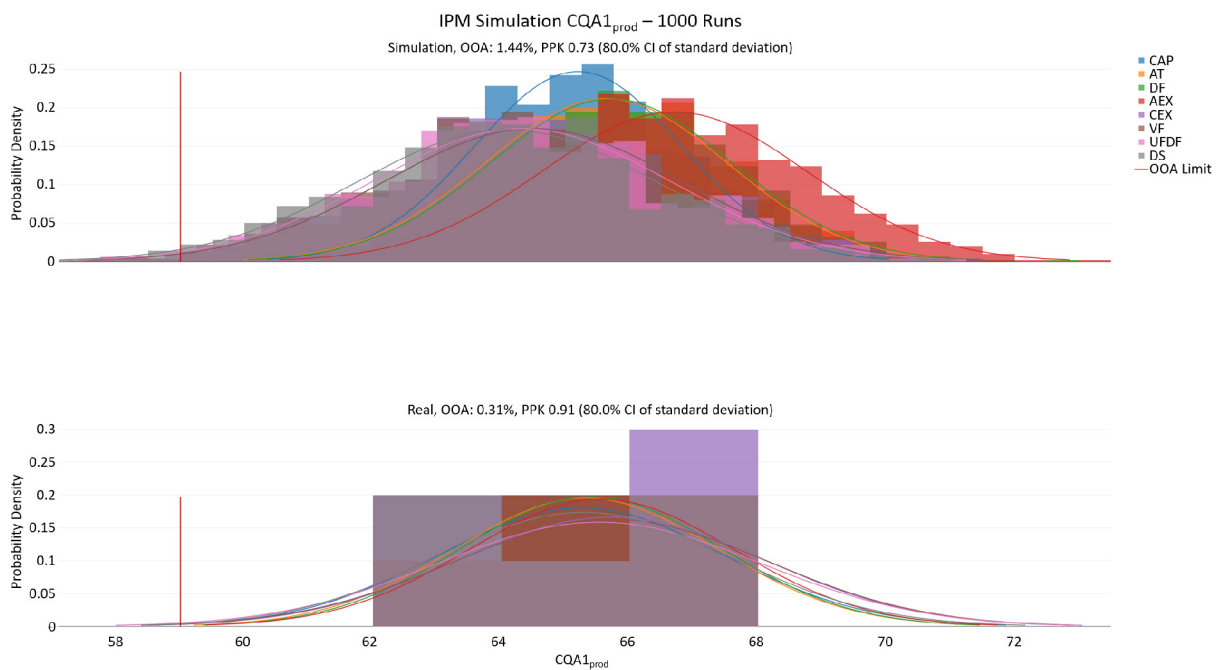 IPM Simulation CQA1prod – 1000 Runs
Simulation, OOA: 1.44%, PPK 0.73 (80.0% CI of standard deviation)
0.25
0.2
0.15
0.1
0.05
0
Probability Density
CAP
AT
DF
AEX
CEX
VF
UFDF
DS
OOA Limit
Real, OOA: 0.31%, PPK 0.91 (80.0% CI of standard deviation)
0.3
0.25
0.2
0.15
0.1
0.05
0
Probability Density
58 60 62 64 66 68 70 72
CQA1prod